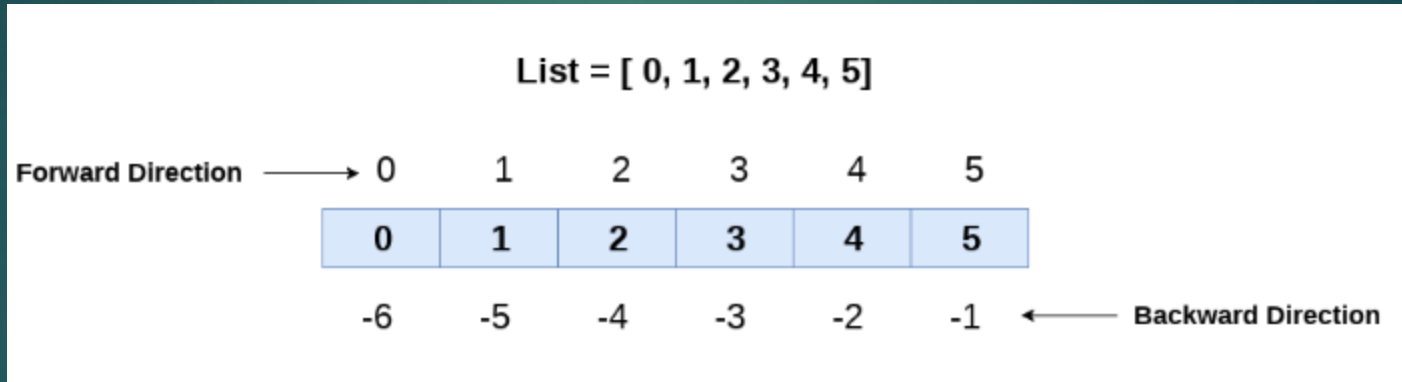 List = [ 0, 1, 2, 3, 4, 5]
Forward Direction 0 1 2 3 4 5
0 1 2 3 4 5
-6 -5 -4 -3 -2 -1 Backward Direction